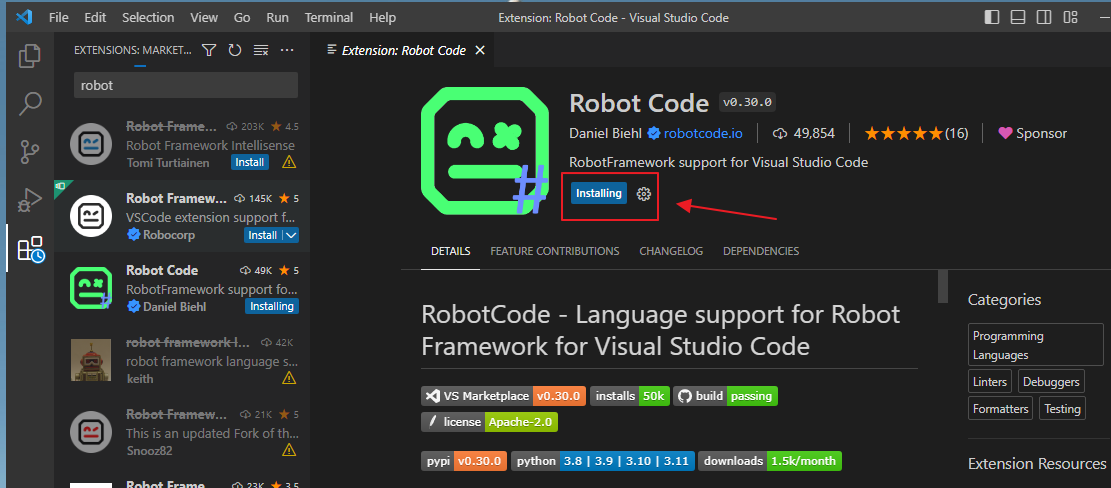 File Edit Selection View Go Run Terminal Help Extension: Robot Code - Visual Studio Code
EXTENSIONS: MARKET...
robot
Robot Frame... 203K 4.5
Robot Framework Intellisense
Tomi Turtiainen Install
Robot Framew... 145K 5
VSCode extension support f...
Robocorp Install
Robot Code 49K 5
RobotFramework support fo...
Daniel Biehl Installing
robot framework l... 42K
robot framework language s...
keith
Robot Framew... 21K 5
This is an updated Fork of th...
Snooz82
Robot Frame... 23K 3.5
Extension: Robot Code
Robot Code v0.30.0
Daniel Biehl robotcode.io 49,854 (16) Sponsor
RobotFramework support for Visual Studio Code
Installing
DETAILS FEATURE CONTRIBUTIONS CHANGELOG DEPENDENCIES
RobotCode - Language support for Robot
Framework for Visual Studio Code
VS Marketplace v0.30.0 installs 50k build passing
license Apache-2.0
pypi v0.30.0 python 3.8 | 3.9 | 3.10 | 3.11 downloads 1.5k/month
Categories
Programming
Languages
Linters Debuggers
Formatters Testing
Extension Resources